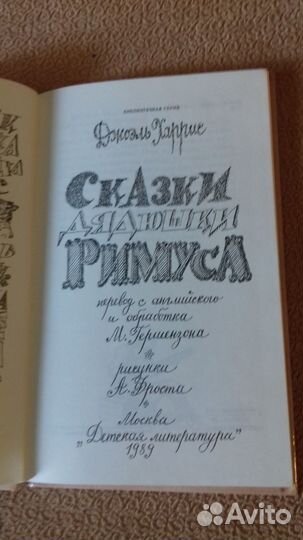 БИБЛИОТЕЧНАЯ СЕРИЯ
Джоэль Харрис
СКАЗКИ
ДЯДЮШКИ
РИМУСА
перевод с английского
и обработка
М. Гершензона
рисунки
А. Фроста
Москва
„Детская литература"
1989
Avito